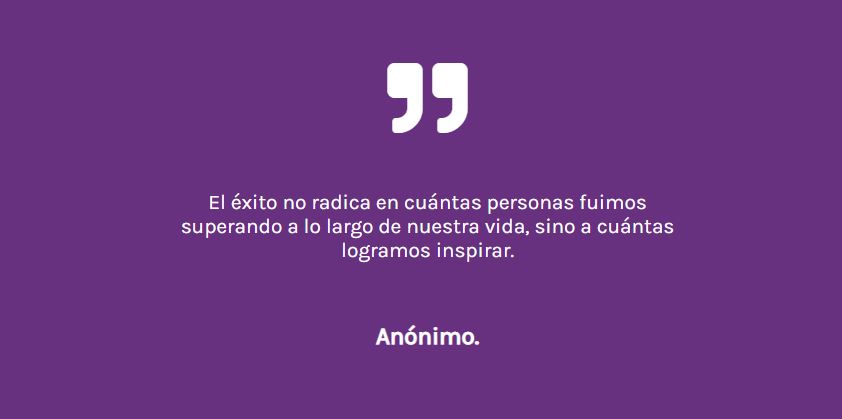 El éxito no radica en cuántas personas fuimos
superando a lo largo de nuestra vida, sino a cuántas
logramos inspirar.
Anónimo.